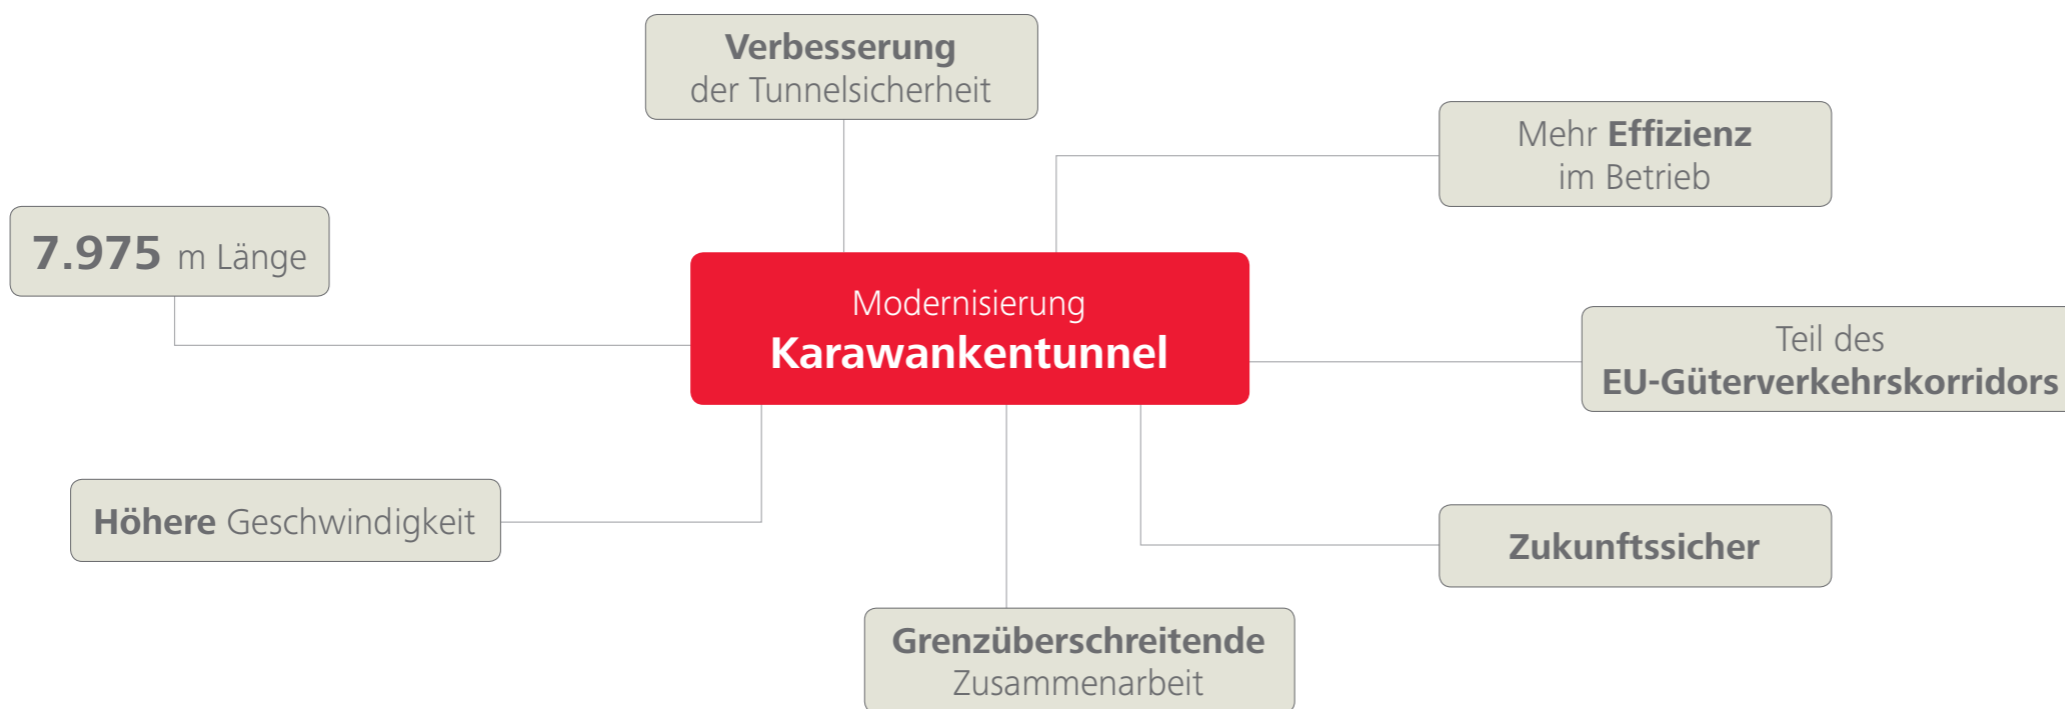 Verbesserung
der Tunnelsicherheit
Mehr Effizienz
im Betrieb
7.975 m Länge
Modernisierung
Karawankentunnel
Teil des
EU-Güterverkehrskorridors
Höhere Geschwindigkeit
Zukunftssicher
Grenzüberschreitende
Zusammenarbeit